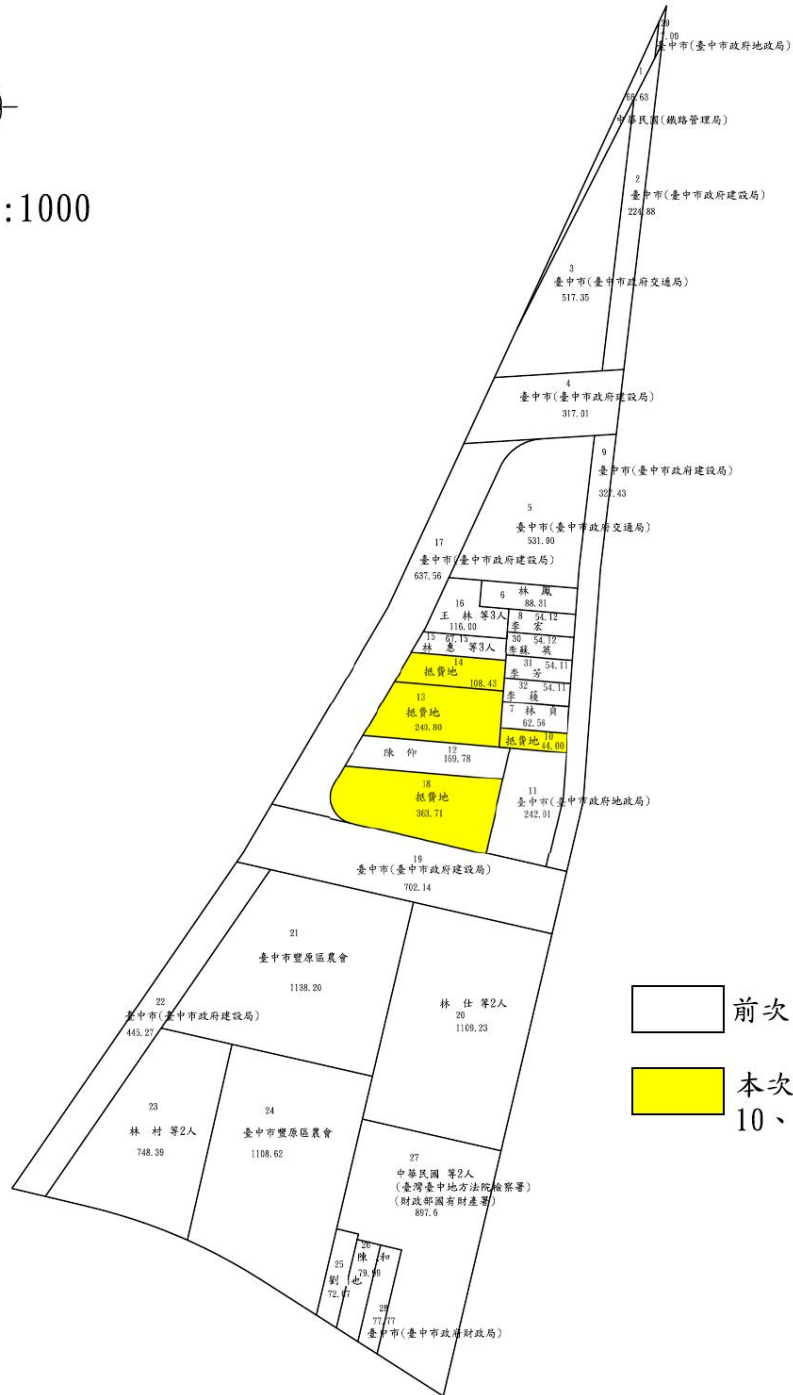 29
7.09
臺中市(臺中市政府地政局)
1
66.63
中華民國(鐵路管理局)
:1000
2
臺中市(臺中市政府建設局)
224.88
3
臺中市(臺中市政府交通局)
517.35
4
臺中市(臺中市政府建設局)
317.01
9
臺中市(臺中市政府建設局)
327.43
5
臺中市(臺中市政府交通局)
531.90
17
臺中市(臺中市政府建設局)
637.56
6 林 鳳
88.31
16
王 林 等3人
116.00
8 54.12
李 宏
15 67.15
林 惠 等3人
30 54.12
李蘇 英
14
抵費地
108.43
31 54.11
李 芳
32 54.11
李 薐
13
抵費地
240.80
7 林 貞
62.56
10
抵費地 44.00
陳 仰 12
169.78
18
抵費地
363.71
11
臺中市(臺中市政府地政局)
242.01
19
臺中市(臺中市政府建設局)
702.14
21
臺中市豐原區農會
1138.20
林 仕 等2人
20
1109.23
22
臺中市(臺中市政府建設局)
445.27
前次
本次
10、
23
林 村 等2人
748.39
24
臺中市豐原區農會
1108.62
27
中華民國 等2人
(臺灣臺中地方法院檢察署)
(財政部國有財產署)
897.6
25
劉 也
72.07
26
陳 和
79.99
28
77.77
臺中市(臺中市政府財政局)